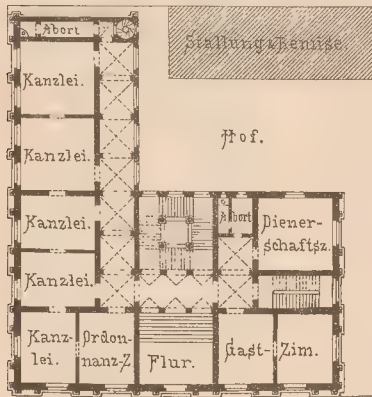 Abort
Stallung & Remise.
Kanzlei.
Hof.
Kanzlei.
Kanzlei.
Abort
Diener-
schaftsz.
Kanzlei.
Kanz-
lei.
Ordon-
nanz-Z.
Flur.
Gast-
Zim.